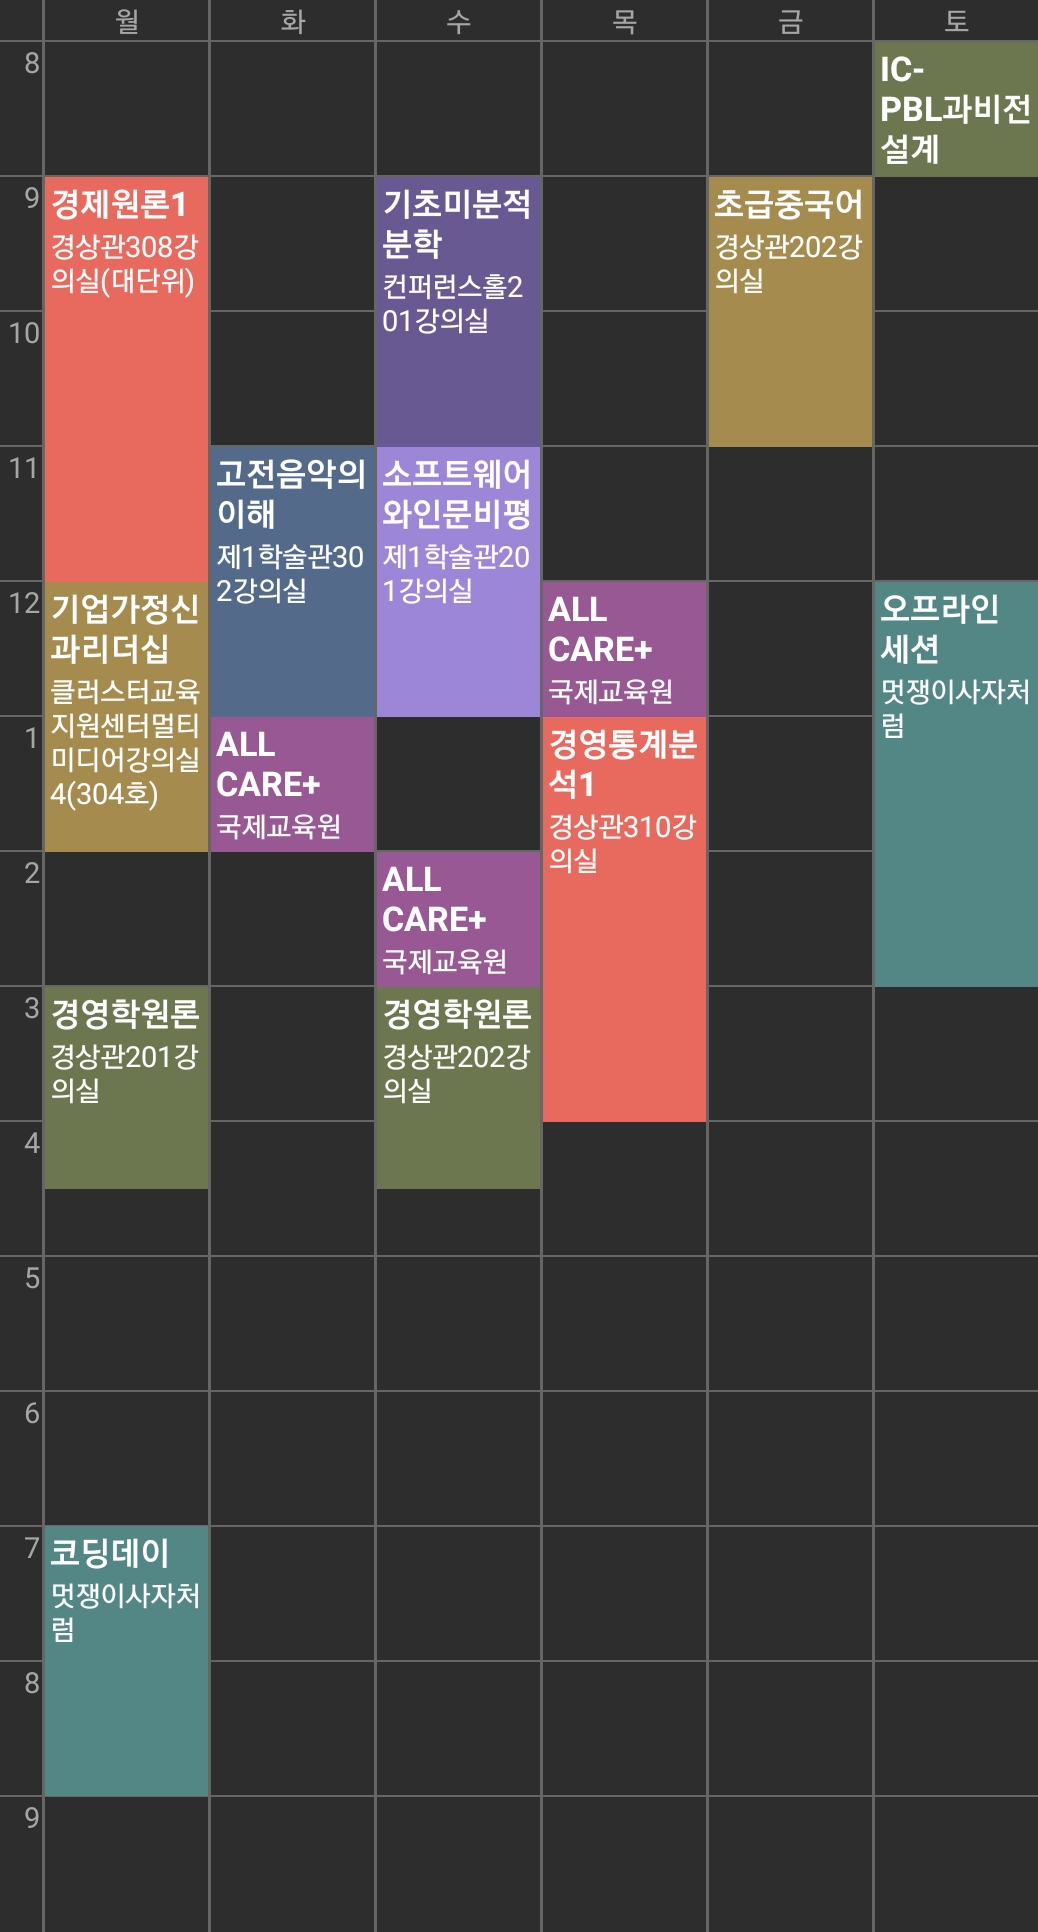 월 화 수 목 금 토
8
IC-
PBL과비전
설계
9
경제원론1
경상관308강
의실(대단위)
기초미분적
분학
컨퍼런스홀2
01강의실
초급중국어
경상관202강
의실
10
11
고전음악의
이해
제1학술관30
2강의실
소프트웨어
와인문비평
제1학술관20
1강의실
12
기업가정신
과리더십
클러스터교육
지원센터멀티
미디어강의실
4(304호)
ALL
CARE+
국제교육원
오프라인
세션
멋쟁이사자처
럼
1
ALL
CARE+
국제교육원
경영통계분
석1
경상관310강
의실
2
ALL
CARE+
국제교육원
3
경영학원론
경상관201강
의실
경영학원론
경상관202강
의실
4
5
6
7
코딩데이
멋쟁이사자처
럼
8
9